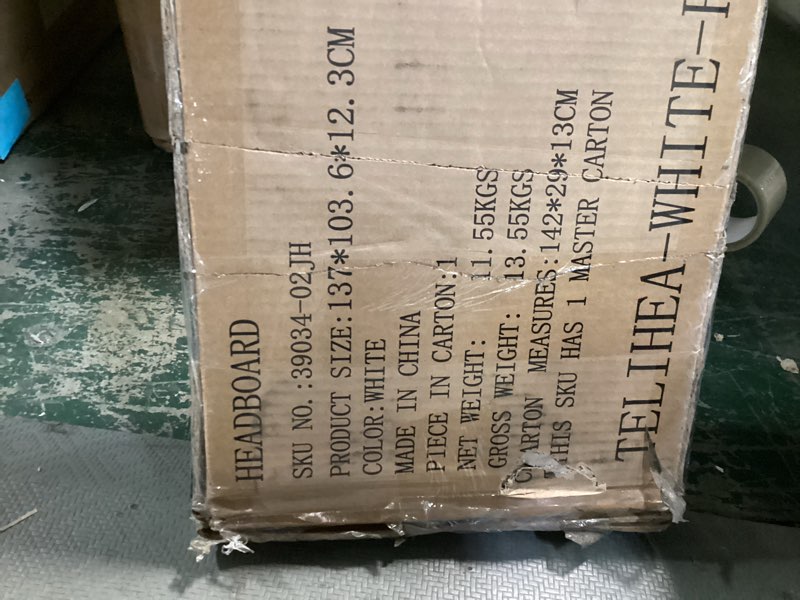 HEADBOARD
SKU NO.:39034-02JH
PRODUCT SIZE:137*103.6*12.3CM
COLOR:WHITE
MADE IN CHINA
PIECE IN CARTON:1
NET WEIGHT: 11.55KGS
GROSS WEIGHT: 13.55KGS
CARTON MEASURES:142*29*13CM
THIS SKU HAS 1 MASTER CARTON
TELIHEA-WHITE-